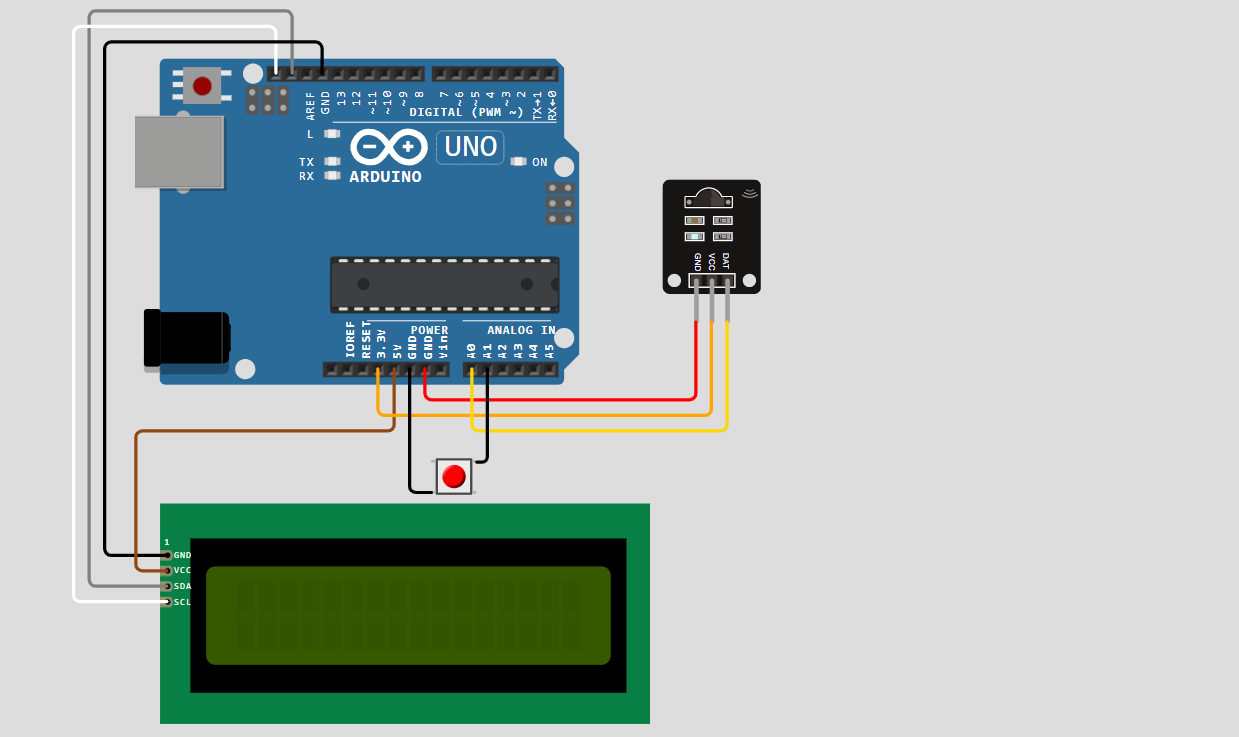 AREF
GND
13
12
~11
~10
~9
8
7
~6
~5
4
~3
2
TX→1
RX←0
DIGITAL (PWM ~)
L
TX
RX
UNO
ON
ARDUINO
GND
VCC
DAT
IOREF
RESET
3.3V
5V
GND
GND
Vin
POWER
ANALOG IN
A0
A1
A2
A3
A4
A5
1
GND
VCC
SDA
SCL